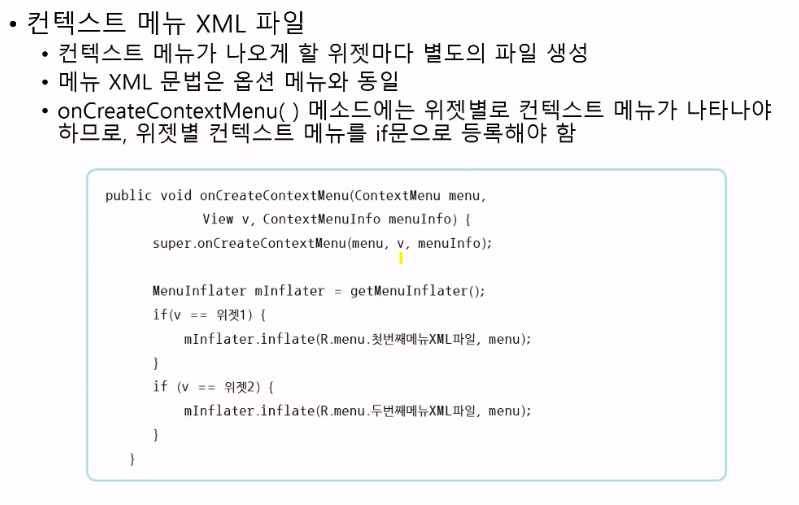 • 컨텍스트 메뉴 XML 파일
• 컨텍스트 메뉴가 나오게 할 위젯마다 별도의 파일 생성
• 메뉴 XML 문법은 옵션 메뉴와 동일
• onCreateContextMenu( ) 메소드에는 위젯별로 컨텍스트 메뉴가 나타나야
하므로, 위젯별 컨텍스트 메뉴를 if문으로 등록해야 함
public void onCreateContextMenu(ContextMenu menu,
View v, ContextMenuInfo menuInfo) {
super.onCreateContextMenu(menu, v, menuInfo);
MenuInflater mInflater = getMenuInflater();
if(v == 위젯1) {
mInflater.inflate(R.menu.첫번째메뉴XML파일, menu);
}
if (v == 위젯2) {
mInflater.inflate(R.menu.두번째메뉴XML파일, menu);
}
}